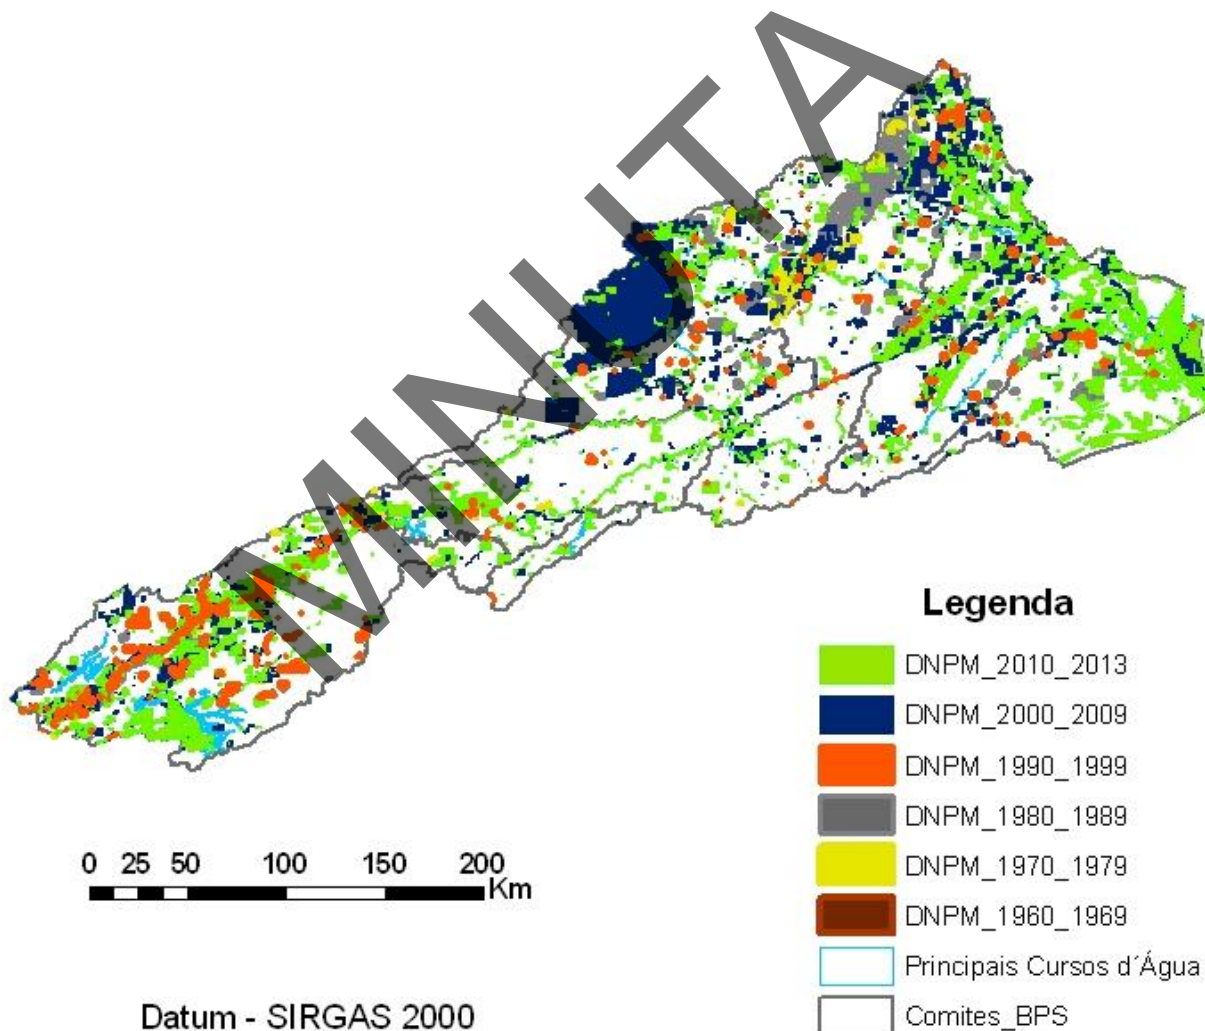 MINUTA
Legenda
DNPM_2010_2013
DNPM_2000_2009
DNPM_1990_1999
DNPM_1980_1989
DNPM_1970_1979
DNPM_1960_1969
Principais Cursos d´Água
Comites_BPS
0 25 50 100 150 200
Km
Datum - SIRGAS 2000